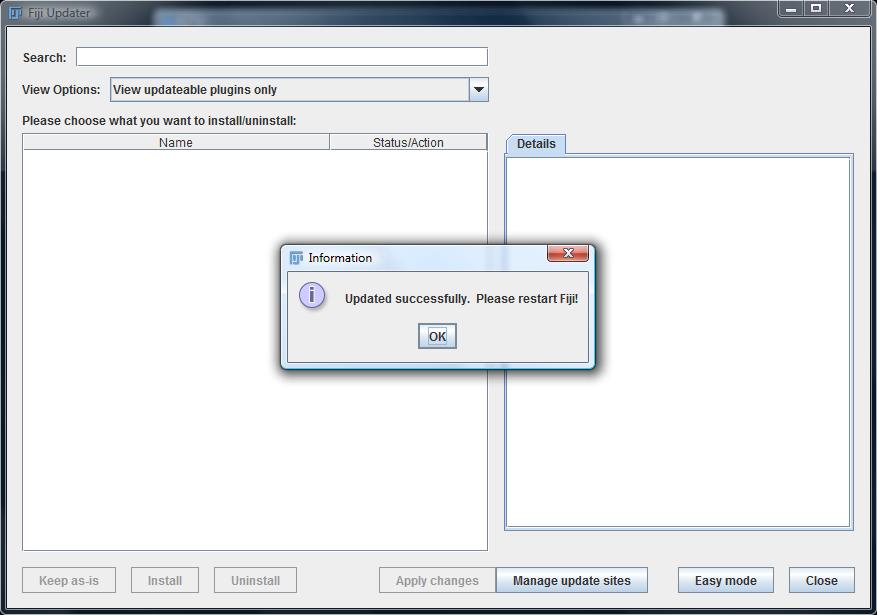 Fiji Updater
Search:
View Options: View updateable plugins only
Please choose what you want to install/uninstall:
Name Status/Action
Details
Information
Updated successfully. Please restart Fiji!
OK
Keep as-is Install Uninstall Apply changes Manage update sites Easy mode Close